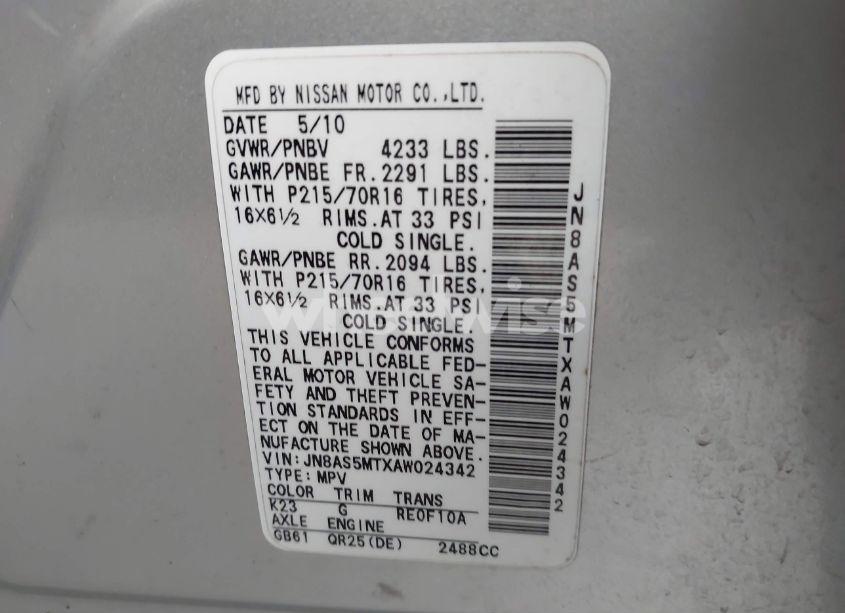 MFD BY NISSAN MOTOR CO.,LTD.
DATE 5/10
GVWR/PNBV 4233 LBS.
GAWR/PNBE FR.2291 LBS.
WITH P215/70R16 TIRES,
16X6½ RIMS.AT 33 PSI
COLD SINGLE.
GAWR/PNBE RR.2094 LBS.
WITH P215/70R16 TIRES,
16X6½ RIMS.AT 33 PSI
COLD SINGLE.
THIS VEHICLE CONFORMS
TO ALL APPLICABLE FED-
ERAL MOTOR VEHICLE SA-
FETY AND THEFT PREVEN-
TION STANDARDS IN EFF-
ECT ON THE DATE OF MA-
NUFACTURE SHOWN ABOVE.
VIN:JN8AS5MTXAW024342
TYPE:MPV
COLOR TRIM TRANS
K23 G RE0F10A
AXLE ENGINE
GB61 QR25(DE) 2488CC
JN8AS5MTXAW024342